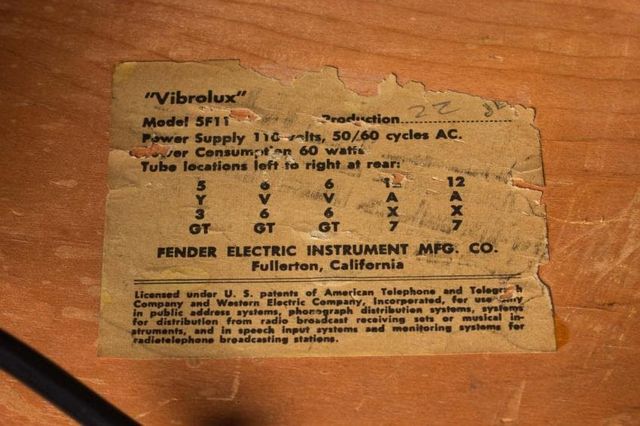 "Vibrolux"
Model 5F11 Production 22
Power Supply 110 volts, 50/60 cycles AC.
Power Consumption 60 watts
Tube locations left to right at rear:
5 6 6 12 12
Y V V A A
3 6 6 X X
GT GT GT 7 7
FENDER ELECTRIC INSTRUMENT MFG. CO.
Fullerton, California
Licensed under U. S. patents of American Telephone and Telegraph
Company and Western Electric Company, Incorporated, for use only
in public address systems, phonograph distribution systems, systems
for distribution from radio broadcast receiving sets or musical in-
struments, and in speech input systems and monitoring systems for
radiotelephone broadcasting stations.